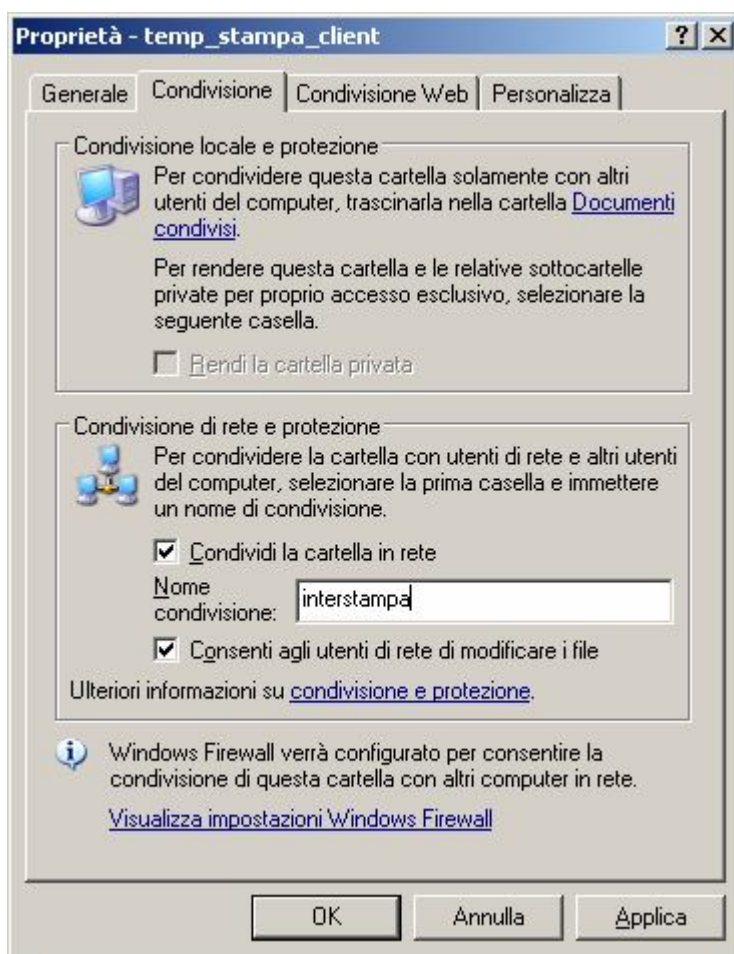 Proprietà - temp_stampa_client
Generale
Condivisione
Condivisione Web
Personalizza
Condivisione locale e protezione
Per condividere questa cartella solamente con altri
utenti del computer, trascinarla nella cartella Documenti
condivisi.
Per rendere questa cartella e le relative sottocartelle
private per proprio accesso esclusivo, selezionare la
seguente casella.
Rendi la cartella privata
Condivisione di rete e protezione
Per condividere la cartella con utenti di rete e altri utenti
del computer, selezionare la prima casella e immettere
un nome di condivisione.
Condividi la cartella in rete
Nome
condivisione:
interstampa
Consenti agli utenti di rete di modificare i file
Ulteriori informazioni su condivisione e protezione.
Windows Firewall verrà configurato per consentire la
condivisione di questa cartella con altri computer in rete.
Visualizza impostazioni Windows Firewall
OK
Annulla
Applica